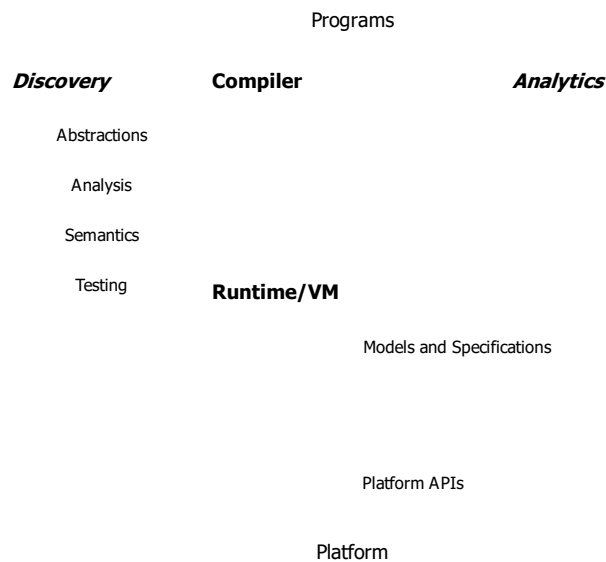 Programs
Discovery Compiler Analytics
Abstractions
Analysis
Semantics
Testing
Runtime/VM
Models and Specifications
Platform APIs
Platform